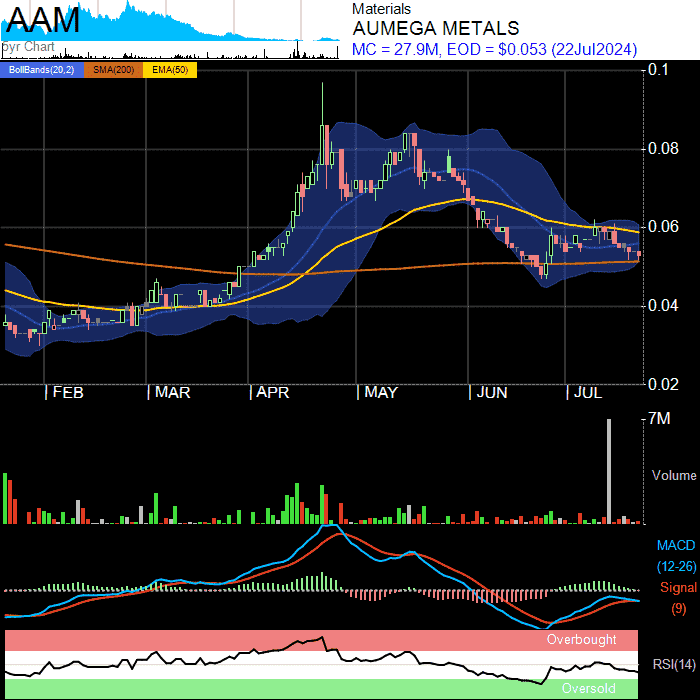 AAM
Materials
AUMEGA METALS
MC = 27.9M, EOD = $0.053 (22Jul2024)
5yr Chart
BollBands(20,2) SMA(200) EMA(50)
0.1
0.08
0.06
0.04
0.02
FEB MAR APR MAY JUN JUL
7M
Volume
MACD
(12-26)
Signal
(9)
Overbought
RSI(14)
Oversold